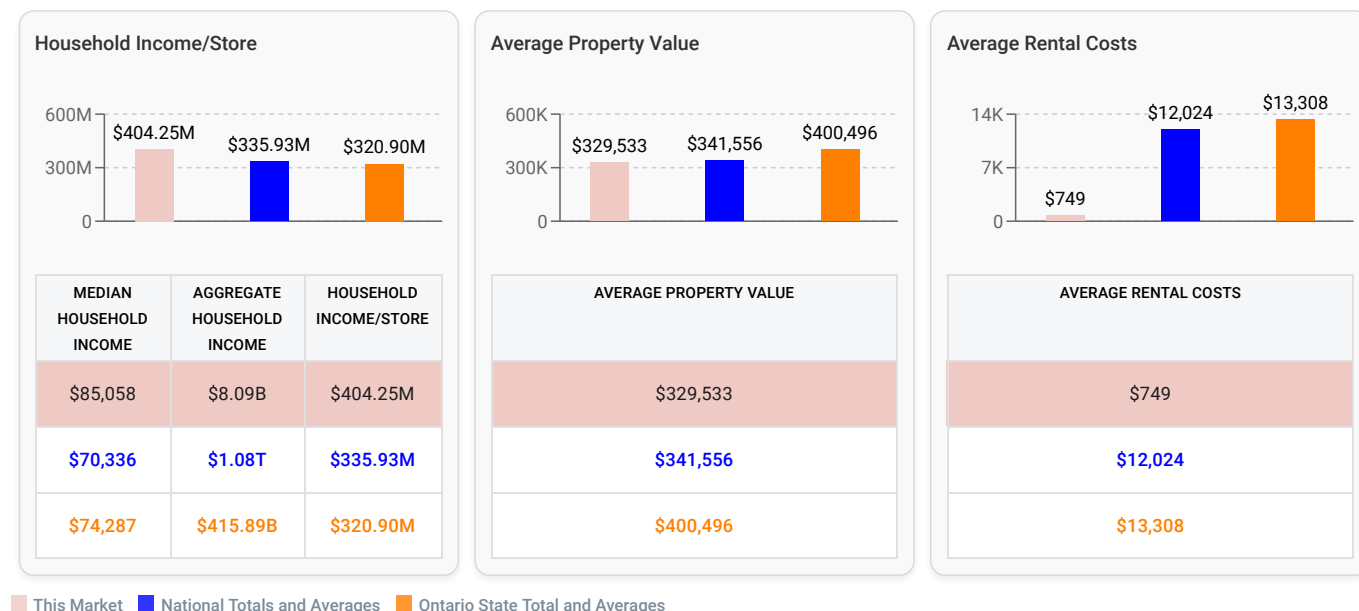 Household Income/Store
600M
300M
0
$404.25M
$335.93M
$320.90M
MEDIAN
HOUSEHOLD
INCOME
AGGREGATE
HOUSEHOLD
INCOME
HOUSEHOLD
INCOME/STORE
$85,058 $8.09B $404.25M
$70,336 $1.08T $335.93M
$74,287 $415.89B $320.90M
Average Property Value
600K
300K
0
$329,533
$341,556
$400,496
AVERAGE PROPERTY VALUE
$329,533
$341,556
$400,496
Average Rental Costs
14K
7K
0
$749
$12,024
$13,308
AVERAGE RENTAL COSTS
$749
$12,024
$13,308
This Market National Totals and Averages Ontario State Total and Averages